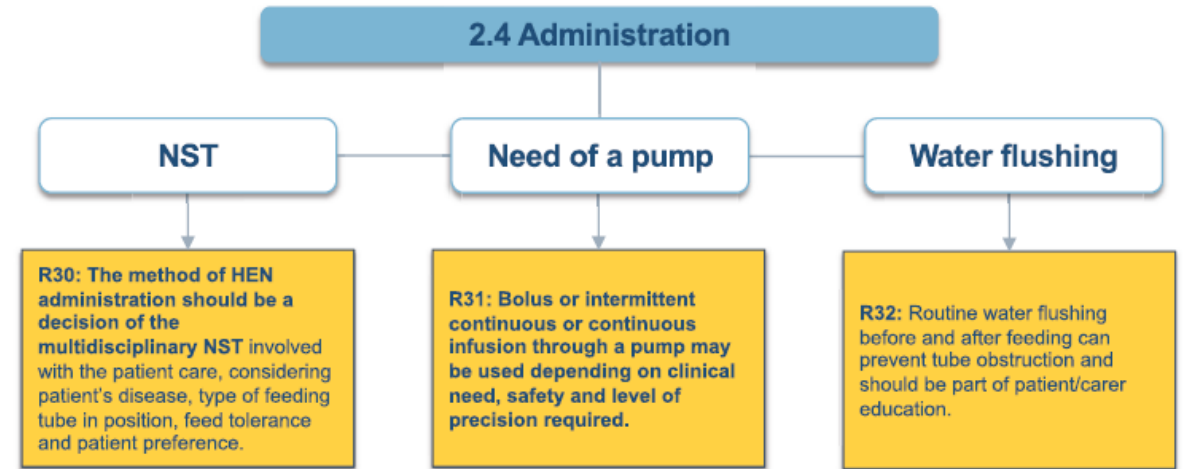 2.4 Administration
NST
Need of a pump
Water flushing
R30: The method of HEN
administration should be a
decision of the
multidisciplinary NST involved
with the patient care, considering
patient's disease, type of feeding
tube in position, feed tolerance
and patient preference.
R31: Bolus or intermittent
continuous or continuous
infusion through a pump may
be used depending on clinical
need, safety and level of
precision required.
R32: Routine water flushing
before and after feeding can
prevent tube obstruction and
should be part of patient/carer
education.